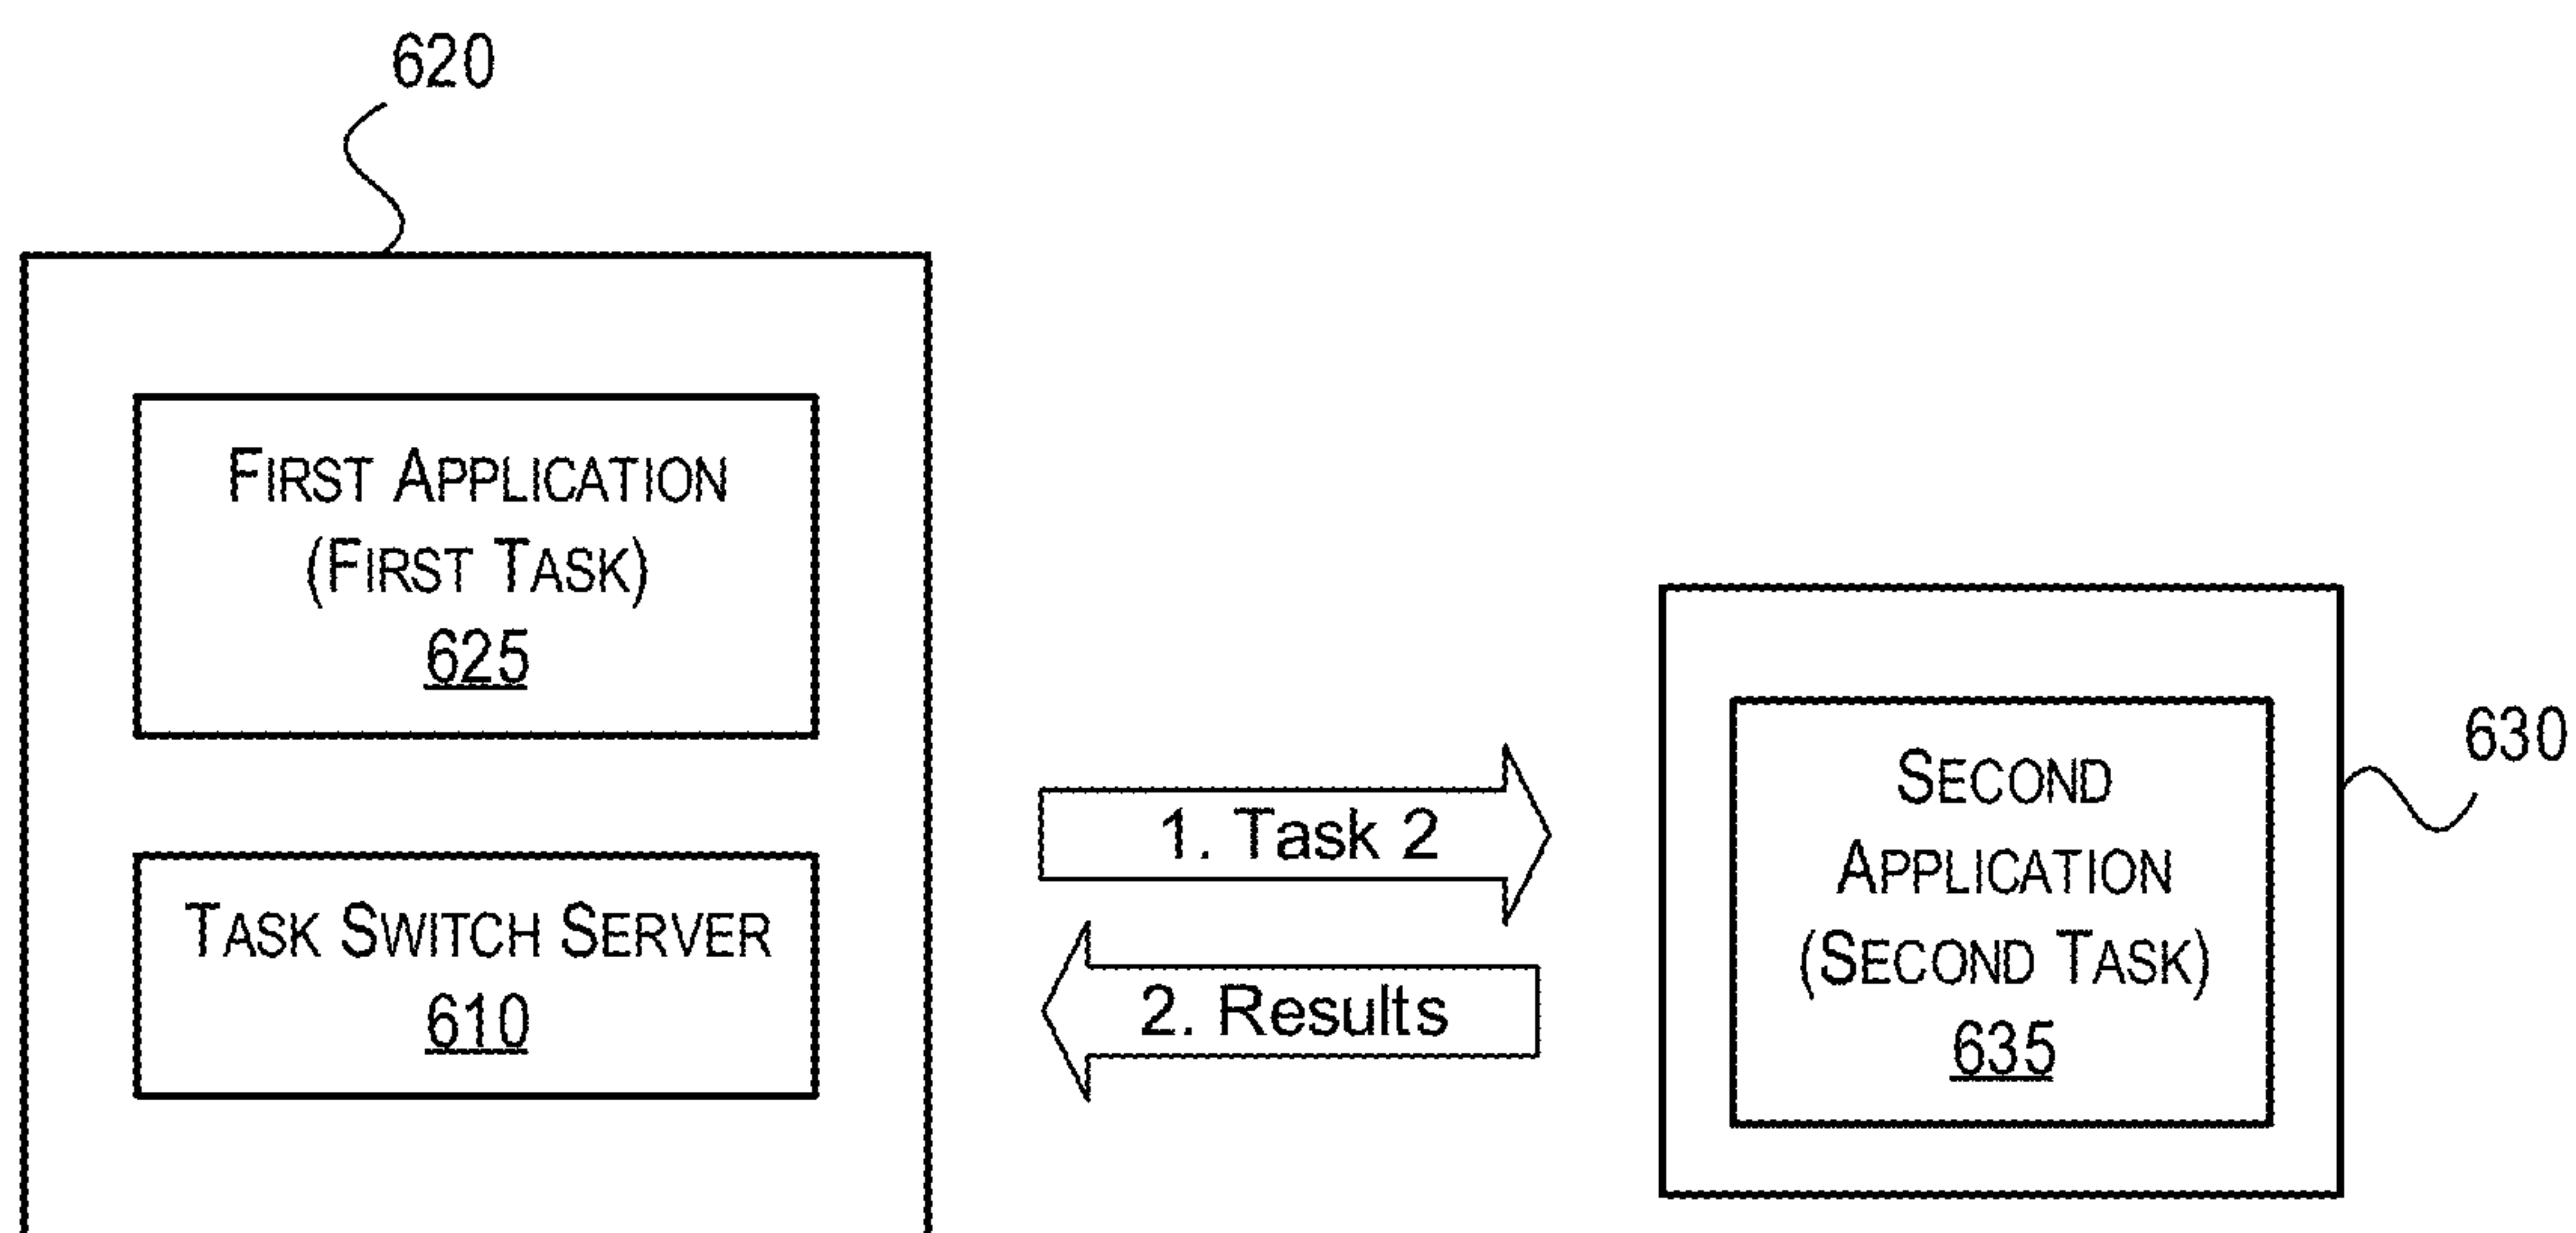 620
FIRST APPLICATION
(FIRST TASK)
625
TASK SWITCH SERVER
610
1. Task 2
2. Results
SECOND
APPLICATION
(SECOND TASK)
635
630